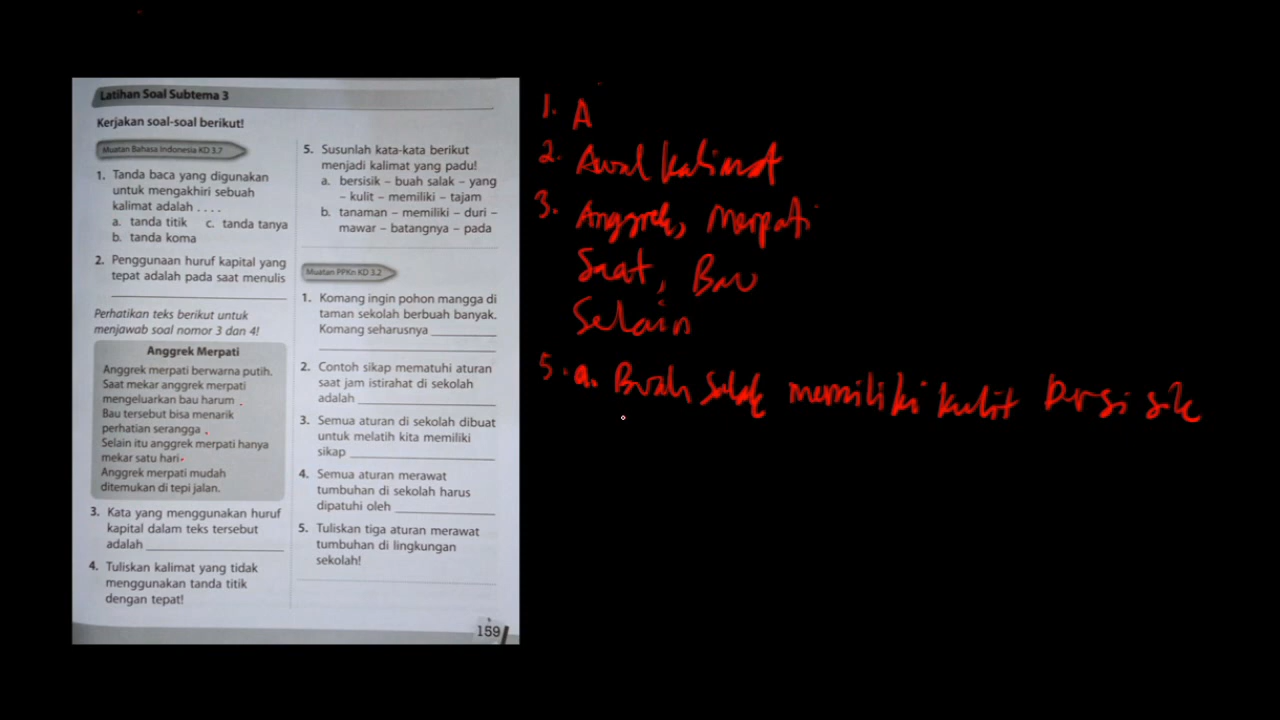 Latihan Soal Subtema 3
Kerjakan soal-soal berikut!
Muatan Bahasa Indonesia KD 3.7
1. Tanda baca yang digunakan
untuk mengakhiri sebuah
kalimat adalah . . . .
a. tanda titik c. tanda tanya
b. tanda koma
2. Penggunaan huruf kapital yang
tepat adalah pada saat menulis
Perhatikan teks berikut untuk
menjawab soal nomor 3 dan 4!
Anggrek Merpati
Anggrek merpati berwarna putih.
Saat mekar anggrek merpati
mengeluarkan bau harum .
Bau tersebut bisa menarik
perhatian serangga .
Selain itu anggrek merpati hanya
mekar satu hari.
Anggrek merpati mudah
ditemukan di tepi jalan.
3. Kata yang menggunakan huruf
kapital dalam teks tersebut
adalah
4. Tuliskan kalimat yang tidak
menggunakan tanda titik
dengan tepat!
5. Susunlah kata-kata berikut
menjadi kalimat yang padu!
a. bersisik – buah salak – yang
– kulit – memiliki – tajam
b. tanaman – memiliki – duri –
mawar – batangnya – pada
Muatan PPKn KD 3.2
1. Komang ingin pohon mangga di
taman sekolah berbuah banyak.
Komang seharusnya
2. Contoh sikap mematuhi aturan
saat jam istirahat di sekolah
adalah
3. Semua aturan di sekolah dibuat
untuk melatih kita memiliki
sikap
4. Semua aturan merawat
tumbuhan di sekolah harus
dipatuhi oleh
5. Tuliskan tiga aturan merawat
tumbuhan di lingkungan
sekolah!
159
1. A
2. Awal kalimat
3. Anggrek, Merpati
Saat, Bau
Selain
5. a. Buah Salak memiliki kulit bersisik